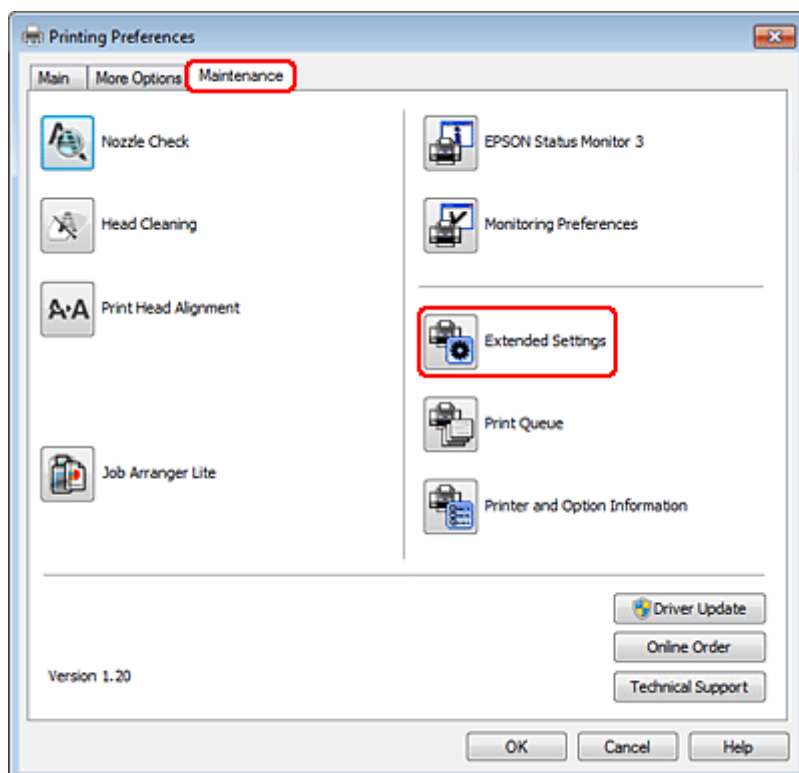 Printing Preferences
Main
More Options
Maintenance
Nozzle Check
Head Cleaning
A·A Print Head Alignment
Job Arranger Lite
EPSON Status Monitor 3
Monitoring Preferences
Extended Settings
Print Queue
Printer and Option Information
Driver Update
Online Order
Technical Support
Version 1.20
OK
Cancel
Help